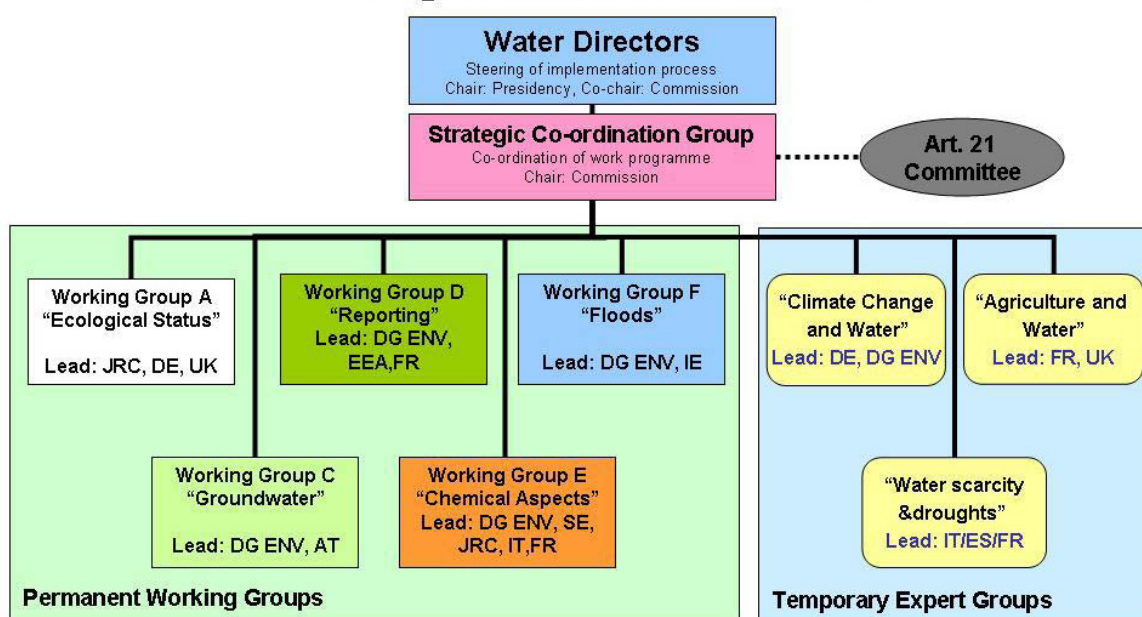 Water Directors
Steering of implementation process
Chair: Presidency, Co-chair: Commission
Strategic Co-ordination Group
Co-ordination of work programme
Chair: Commission
Art. 21
Committee
Working Group A
“Ecological Status”
Lead: JRC, DE, UK
Working Group D
“Reporting”
Lead: DG ENV,
EEA,FR
Working Group F
“Floods”
Lead: DG ENV, IE
“Climate Change
and Water”
Lead: DE, DG ENV
“Agriculture and
Water”
Lead: FR, UK
Working Group C
“Groundwater”
Lead: DG ENV, AT
Working Group E
“Chemical Aspects”
Lead: DG ENV, SE,
JRC, IT,FR
“Water scarcity
&droughts”
Lead: IT/ES/FR
Permanent Working Groups
Temporary Expert Groups